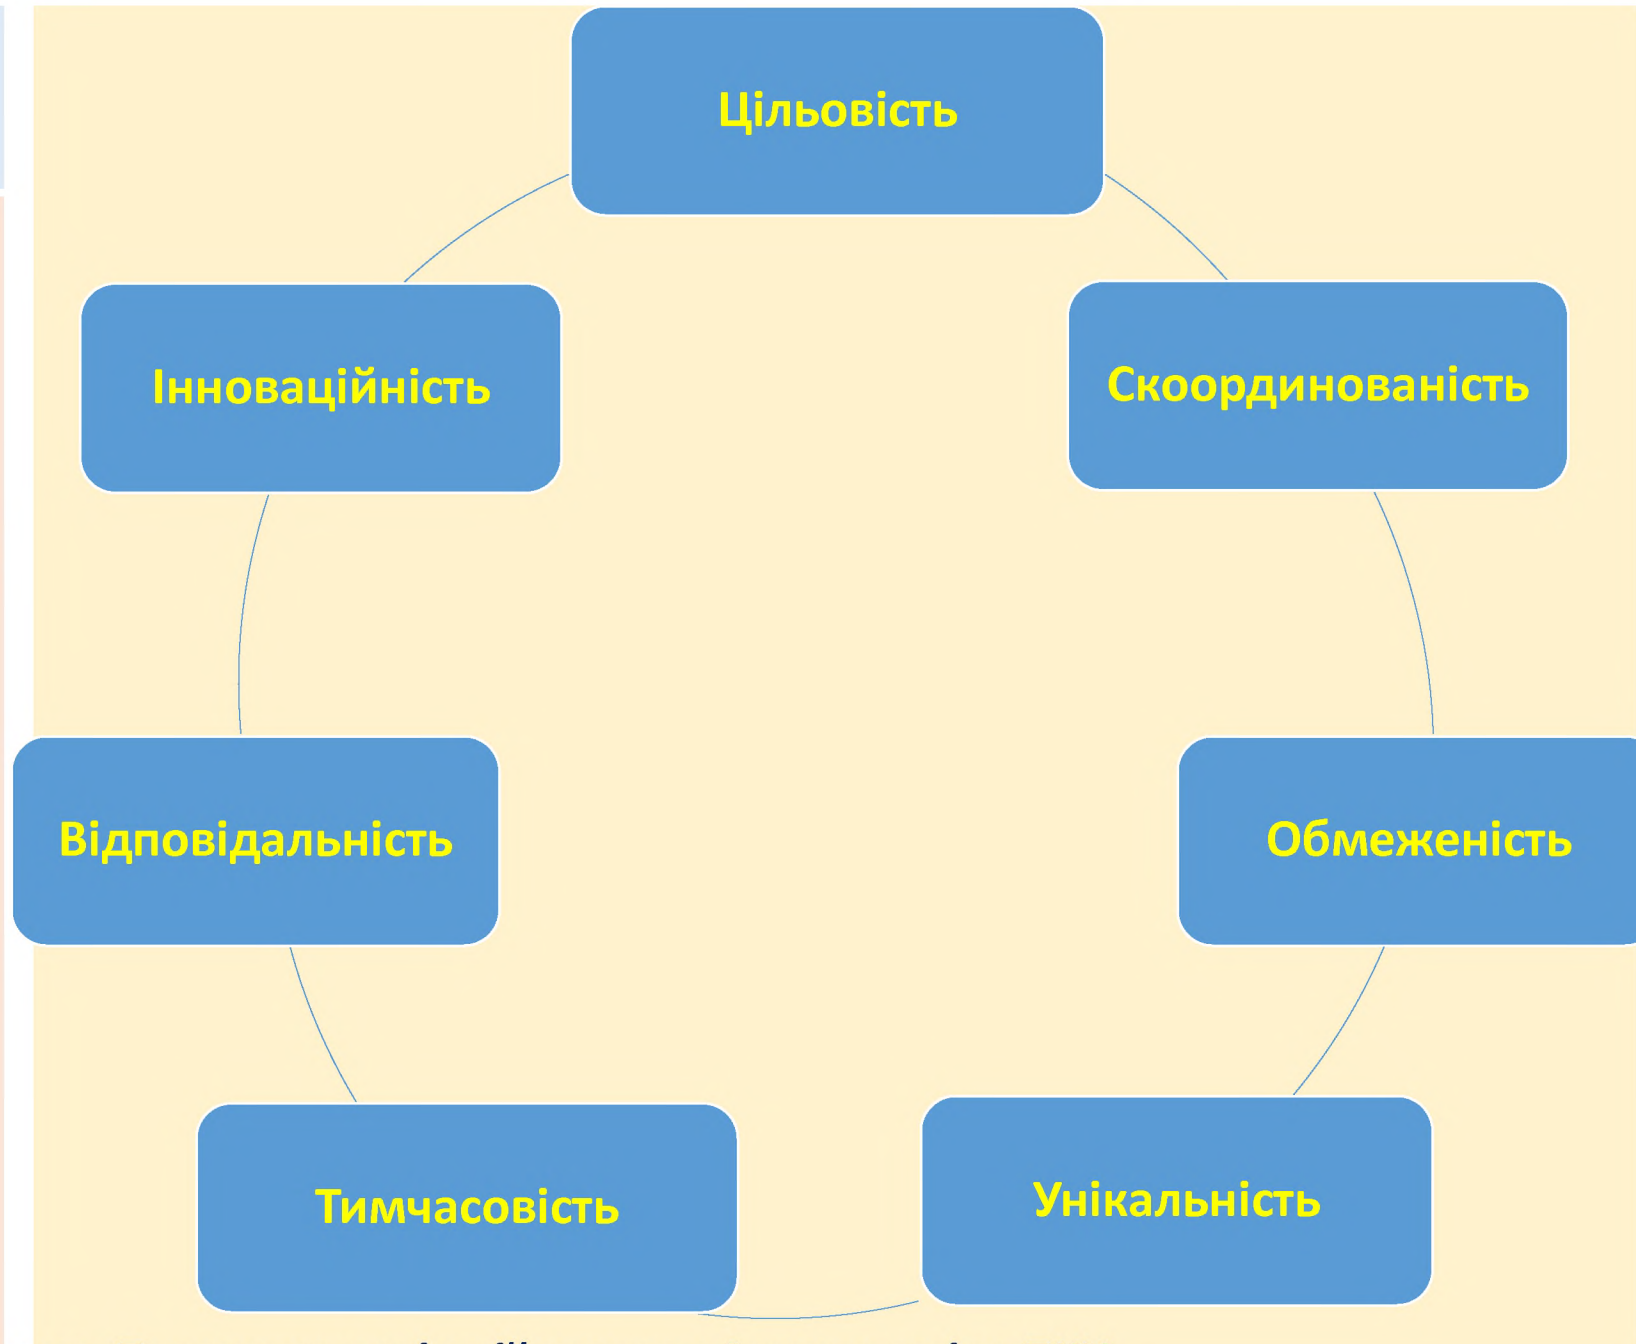 Цільовість
Інноваційність
Скоординованість
Відповідальність
Обмеженість
Тимчасовість
Унікальність